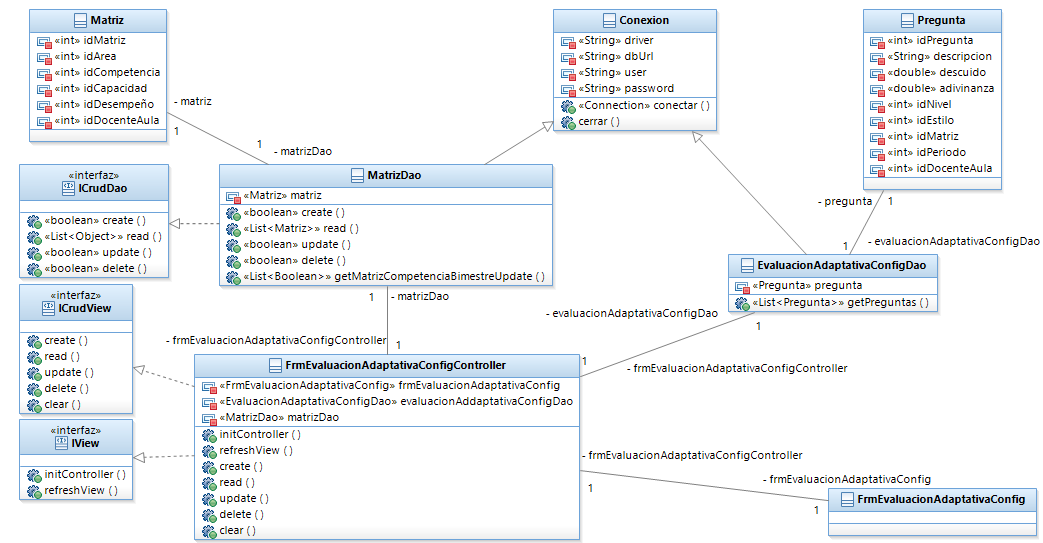 Matriz
«int» idMatriz
«int» idArea
«int» idCompetencia
«int» idCapacidad
«int» idDesempeño
«int» idDocenteAula
Conexion
«String» driver
«String» dbUrl
«String» user
«String» password
«Connection» conectar ( )
cerrar ( )
Pregunta
«int» idPregunta
«String» descripcion
«double» descuido
«double» adivinanza
«int» idNivel
«int» idEstilo
«int» idMatriz
«int» idPeriodo
«int» idDocenteAula
- matriz
1
1
- matrizDao
«interfaz»
ICrudDao
«boolean» create ( )
«List<Object>» read ( )
«boolean» update ( )
«boolean» delete ( )
MatrizDao
«Matriz» matriz
«boolean» create ( )
«List<Matriz>» read ( )
«boolean» update ( )
«boolean» delete ( )
«List<Boolean>» getMatrizCompetenciaBimestreUpdate ( )
- pregunta
1
1
- evaluacionAdaptativaConfigDao
EvaluacionAdaptativaConfigDao
«Pregunta» pregunta
«List<Pregunta>» getPreguntas ( )
«interfaz»
ICrudView
create ( )
read ( )
update ( )
delete ( )
clear ( )
1
- matrizDao
- frmEvaluacionAdaptativaConfigController
1
- evaluacionAdaptativaConfigDao
1
1
- frmEvaluacionAdaptativaConfigController
FrmEvaluacionAdaptativaConfigController
«FrmEvaluacionAdaptativaConfig» frmEvaluacionAdaptativaConfig
«EvaluacionAdaptativaConfigDao» evaluacionAddaptativaConfigDao
«MatrizDao» matrizDao
initController ( )
refreshView ( )
create ( )
read ( )
update ( )
delete ( )
clear ( )
«interfaz»
IView
initController ( )
refreshView ( )
- frmEvaluacionAdaptativaConfigController
1
- frmEvaluacionAdaptativaConfig
1
FrmEvaluacionAdaptativaConfig